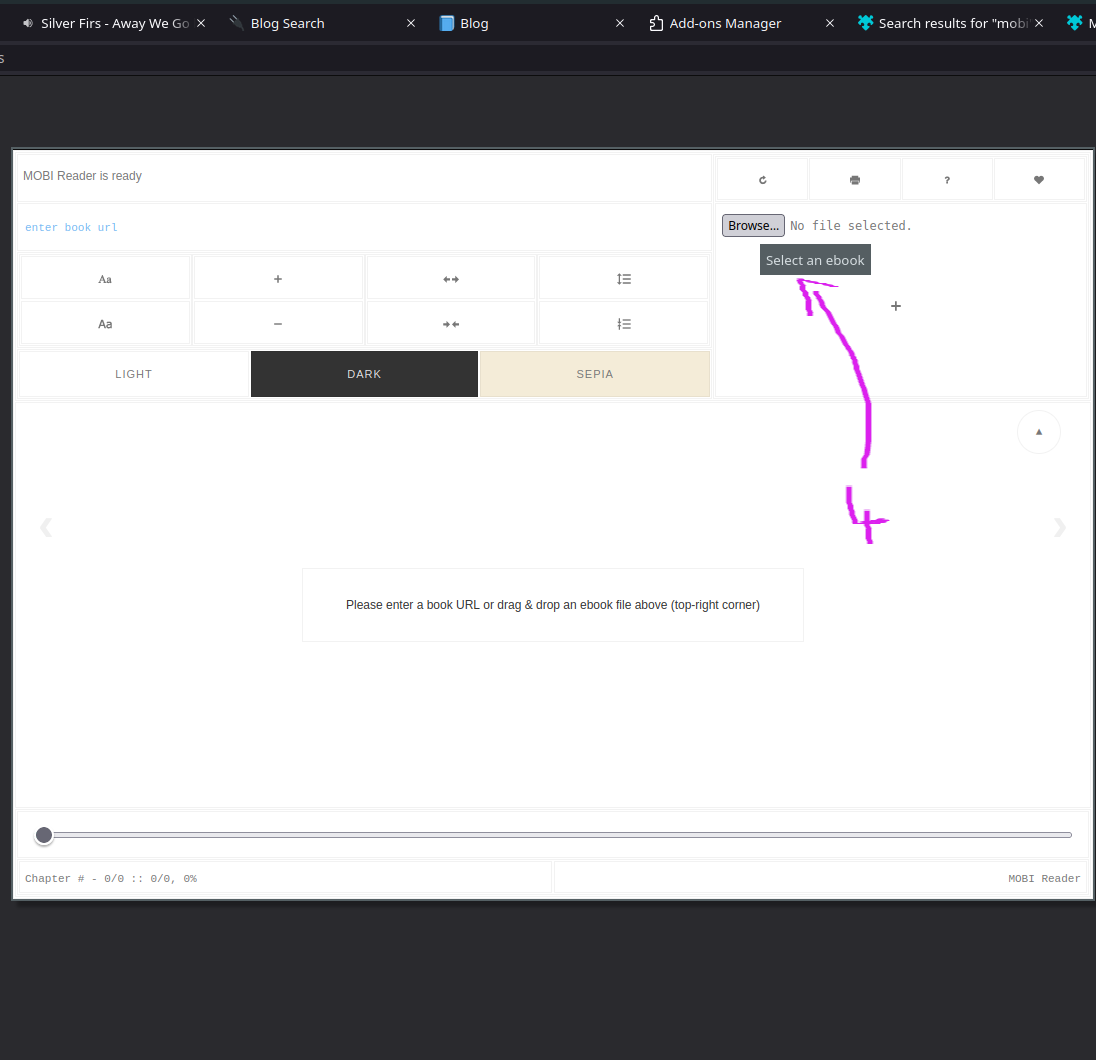 Silver Firs - Away We Go
Blog Search
Blog
Add-ons Manager
Search results for "mobi
s
MOBI Reader is ready
?
enter book url
Browse... No file selected.
Select an ebook
Aa + 
+
Aa −
LIGHT DARK SEPIA
4
Please enter a book URL or drag & drop an ebook file above (top-right corner)
Chapter # - 0/0 :: 0/0, 0%
MOBI Reader